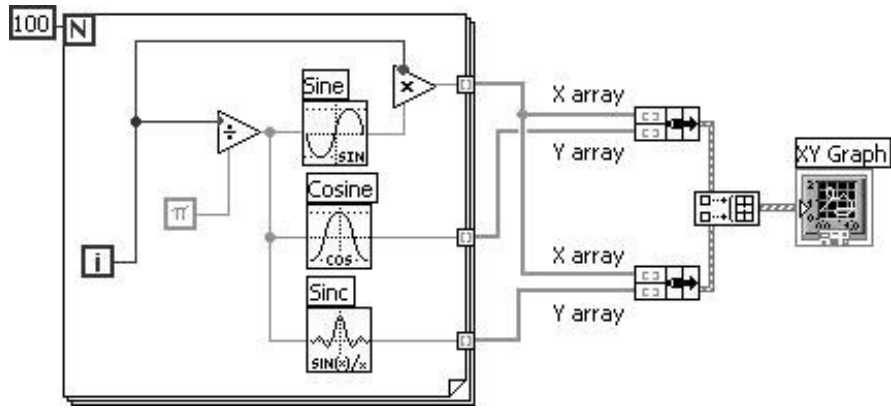 100
N
Sine
SIN
×
X array
÷
Y array
XY Graph
π
Cosine
COS
i
X array
Sinc
SIN(x)/x
Y array